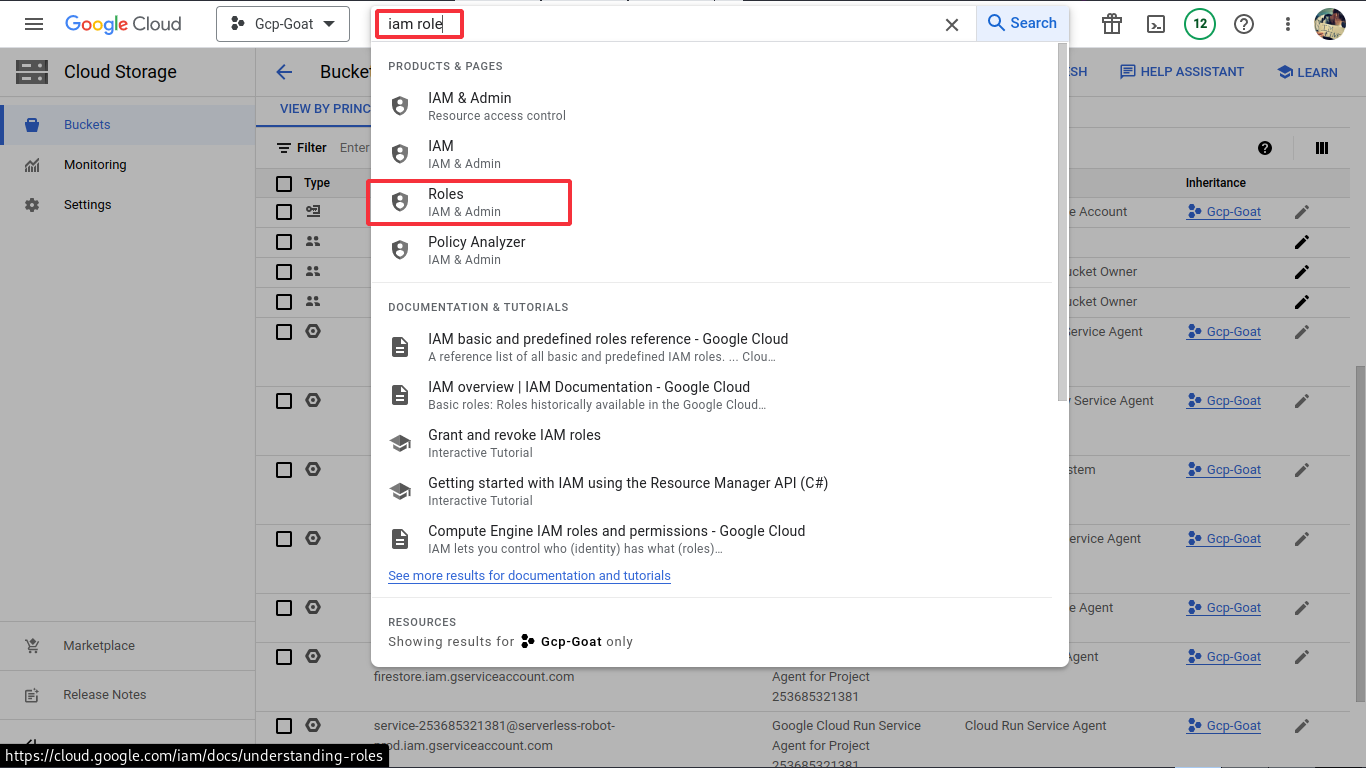 Google Cloud
Gcp-Goat
iam role
Search
12
Cloud Storage
Bucke
SH
HELP ASSISTANT
LEARN
Buckets
Monitoring
Settings
Marketplace
Release Notes
VIEW BY PRINC
Filter
Enter
Type
Inheritance
PRODUCTS & PAGES
IAM & Admin
Resource access control
IAM
IAM & Admin
Roles
IAM & Admin
Policy Analyzer
IAM & Admin
DOCUMENTATION & TUTORIALS
IAM basic and predefined roles reference - Google Cloud
A reference list of all basic and predefined IAM roles. ... Clou…
IAM overview | IAM Documentation - Google Cloud
Basic roles: Roles historically available in the Google Cloud…
Grant and revoke IAM roles
Interactive Tutorial
Getting started with IAM using the Resource Manager API (C#)
Interactive Tutorial
Compute Engine IAM roles and permissions - Google Cloud
IAM lets you control who (identity) has what (roles)…
See more results for documentation and tutorials
RESOURCES
Showing results for Gcp-Goat only
e Account
Gcp-Goat
ucket Owner
ucket Owner
Service Agent
Gcp-Goat
y Service Agent
Gcp-Goat
stem
Gcp-Goat
ervice Agent
Gcp-Goat
e Agent
Gcp-Goat
Agent
Gcp-Goat
firestore.iam.gserviceaccount.com
Agent for Project
253685321381
service-253685321381@serverless-robot-
prod.iam.gserviceaccount.com
Google Cloud Run Service
Agent for Project
253685321381
Cloud Run Service Agent
Gcp-Goat
https://cloud.google.com/iam/docs/understanding-roles